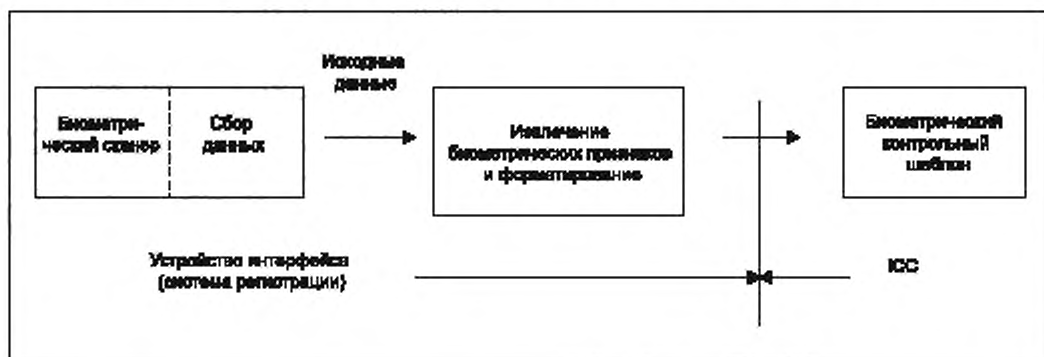 Исходные
данные
Биометри-
ческий сканер
Сбор
данных
Извлечение
биометрических признаков
и форматирование
Биометрический
контрольный
шаблон
Устройство интерфейса
(система регистрации)
ICC